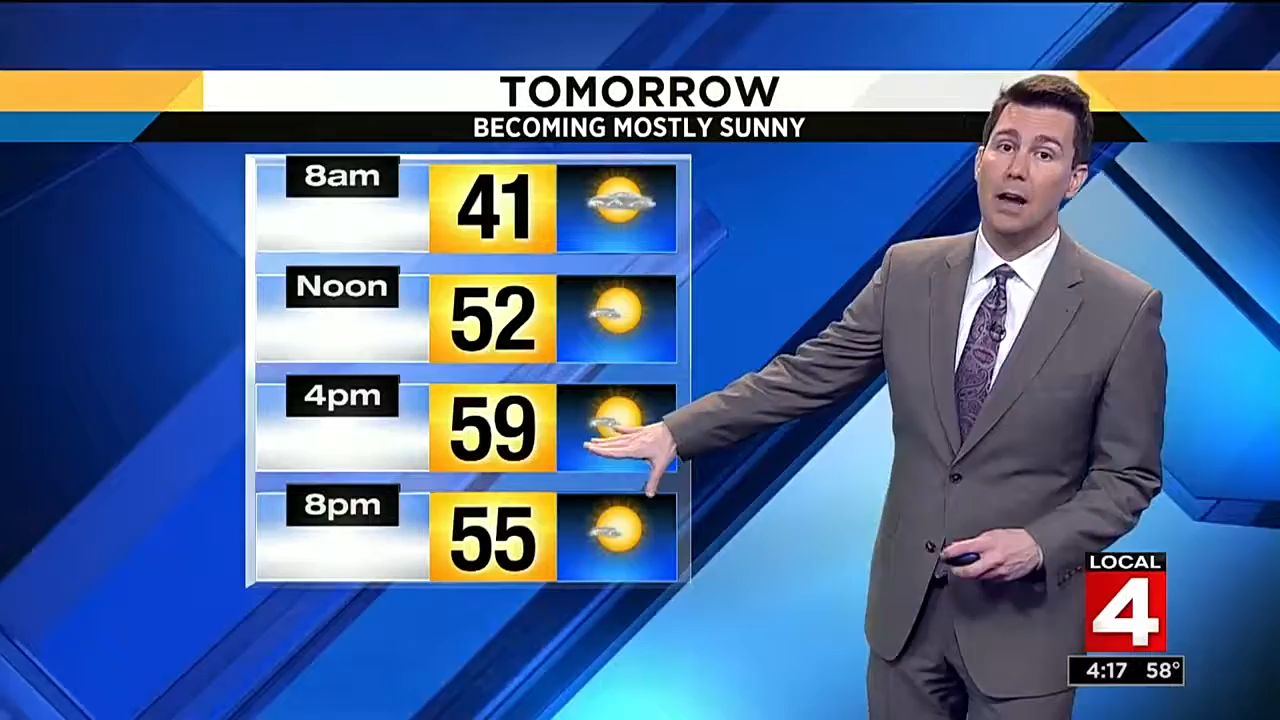 TOMORROW
BECOMING MOSTLY SUNNY
8am 41
Noon 52
4pm 59
8pm 55
LOCAL
4
4:17 58°